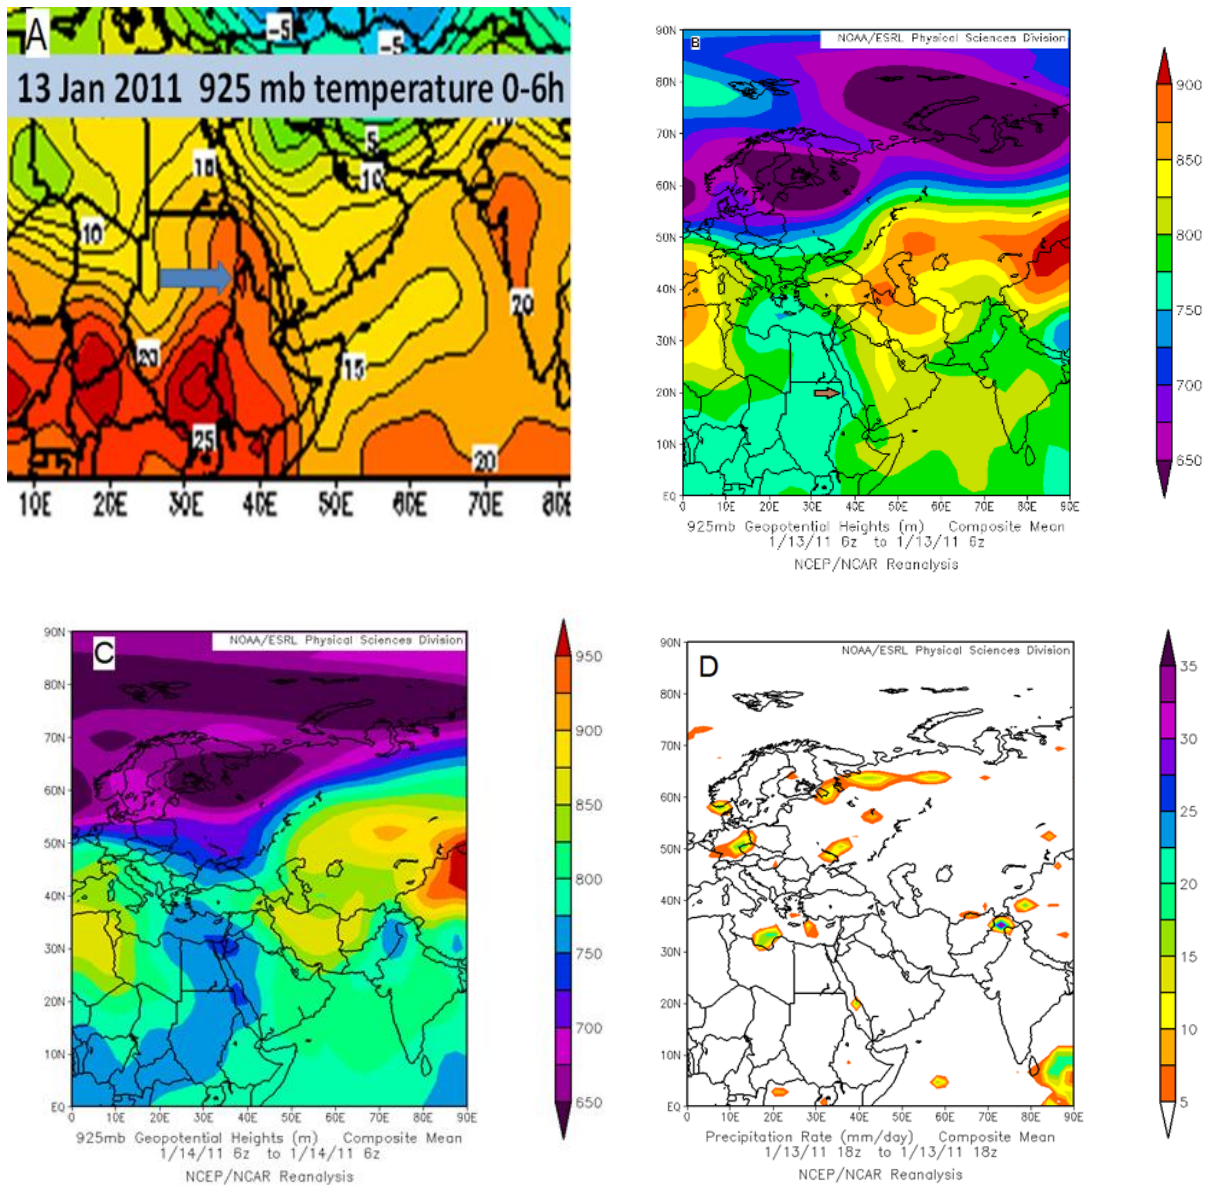 A
-5
-5
13 Jan 2011 925 mb temperature 0-6h
10
5
10
10
20
20
15
25
20
10E 20E 30E 40E 50E 60E 70E 80E
B
NOAA/ESRL Physical Sciences Division
90N
80N
70N
60N
50N
40N
30N
20N
10N
EQ
0 10E 20E 30E 40E 50E 60E 70E 80E 90E
900
850
800
750
700
650
925mb Geopotential Heights (m) Composite Mean
1/13/11 6z to 1/13/11 6z
NCEP/NCAR Reanalysis
C
NOAA/ESRL Physical Sciences Division
90N
80N
70N
60N
50N
40N
30N
20N
10N
EQ
0 10E 20E 30E 40E 50E 60E 70E 80E 90E
950
900
850
800
750
700
650
925mb Geopotential Heights (m) Composite Mean
1/14/11 6z to 1/14/11 6z
NCEP/NCAR Reanalysis
D
NOAA/ESRL Physical Sciences Division
90N
80N
70N
60N
50N
40N
30N
20N
10N
EQ
0 10E 20E 30E 40E 50E 60E 70E 80E 90E
35
30
25
20
15
10
5
Precipitation Rate (mm/day) Composite Mean
1/13/11 18z to 1/13/11 18z
NCEP/NCAR Reanalysis